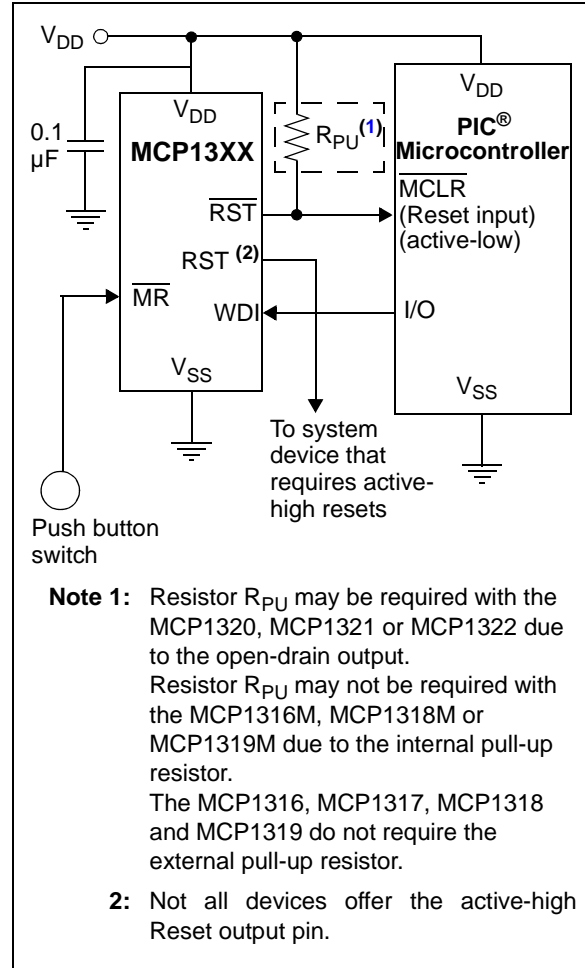 VDD
VDD
MCP13XX
0.1
µF
RPU(1)
VDD
PIC®
Microcontroller
RST
MCLR
(Reset input)
(active-low)
RST (2)
MR
WDI
I/O
VSS
VSS
To system
device that
requires active-
high resets
Push button
switch
Note 1: Resistor RPU may be required with the
MCP1320, MCP1321 or MCP1322 due
to the open-drain output.
Resistor RPU may not be required with
the MCP1316M, MCP1318M or
MCP1319M due to the internal pull-up
resistor.
The MCP1316, MCP1317, MCP1318
and MCP1319 do not require the
external pull-up resistor.
2: Not all devices offer the active-high
Reset output pin.